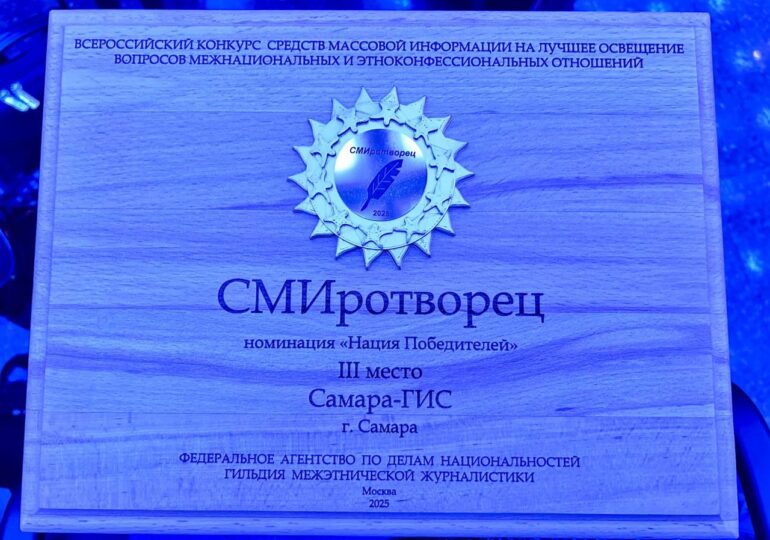 ВСЕРОССИЙСКИЙ КОНКУРС СРЕДСТВ МАССОВОЙ ИНФОРМАЦИИ НА ЛУЧШЕЕ ОСВЕЩЕНИЕ
ВОПРОСОВ МЕЖНАЦИОНАЛЬНЫХ И ЭТНОКОНФЕССИОНАЛЬНЫХ ОТНОШЕНИЙ
СМИротворец
2025
СМИротворец
номинация «Нация Победителей»
III место
Самара-ГИС
г. Самара
ФЕДЕРАЛЬНОЕ АГЕНТСТВО ПО ДЕЛАМ НАЦИОНАЛЬНОСТЕЙ
ГИЛЬДИЯ МЕЖЭТНИЧЕСКОЙ ЖУРНАЛИСТИКИ
Москва
2025